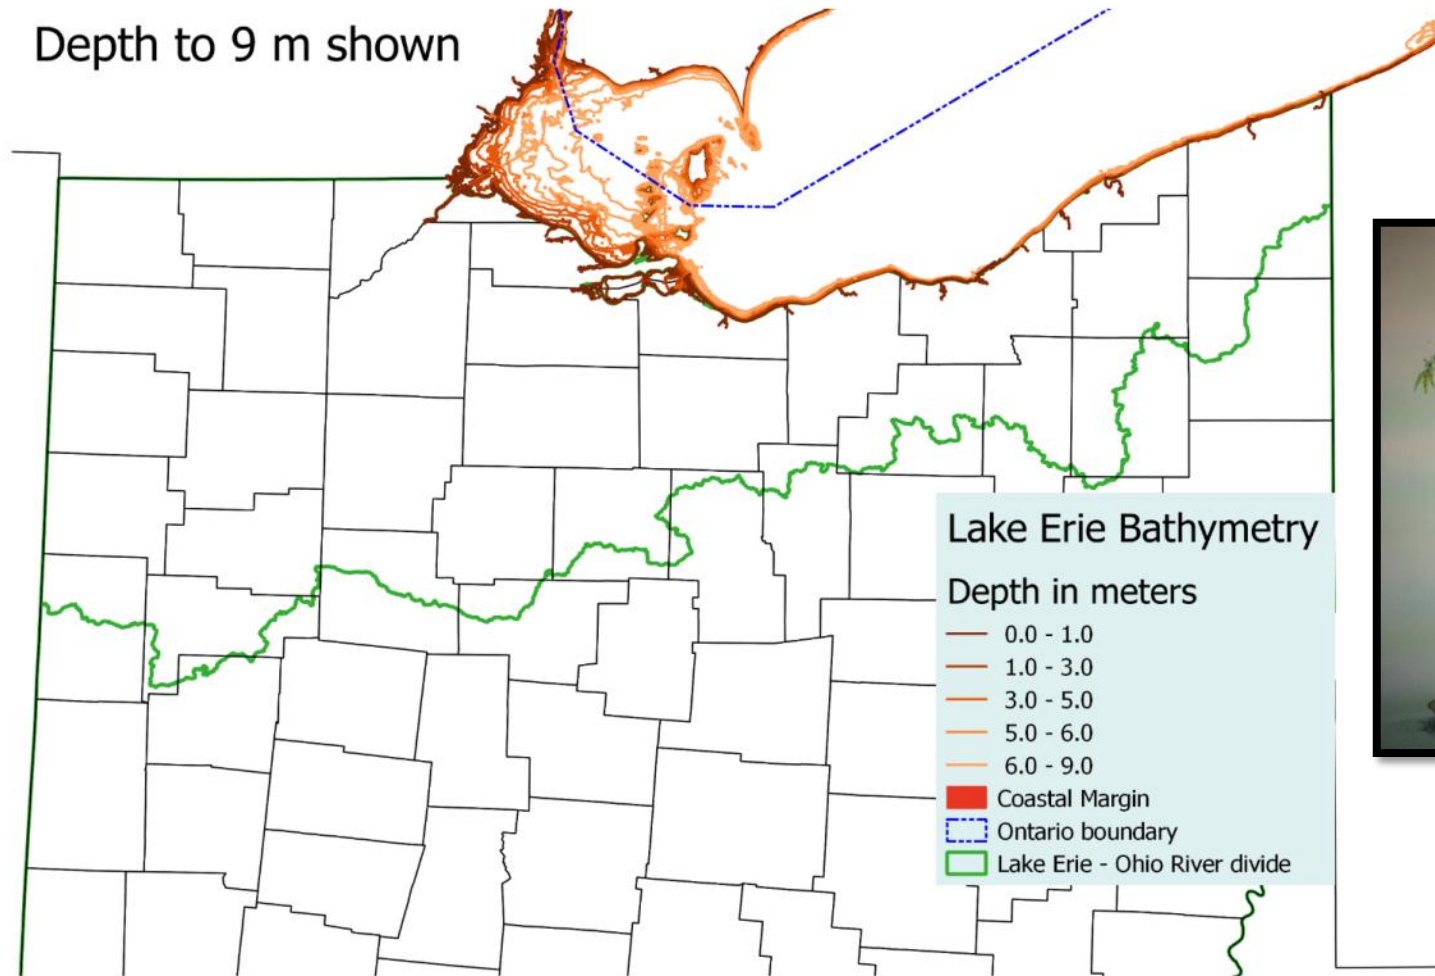 Depth to 9 m shown
Lake Erie Bathymetry
Depth in meters
0.0 - 1.0
1.0 - 3.0
3.0 - 5.0
5.0 - 6.0
6.0 - 9.0
Coastal Margin
Ontario boundary
Lake Erie - Ohio River divide